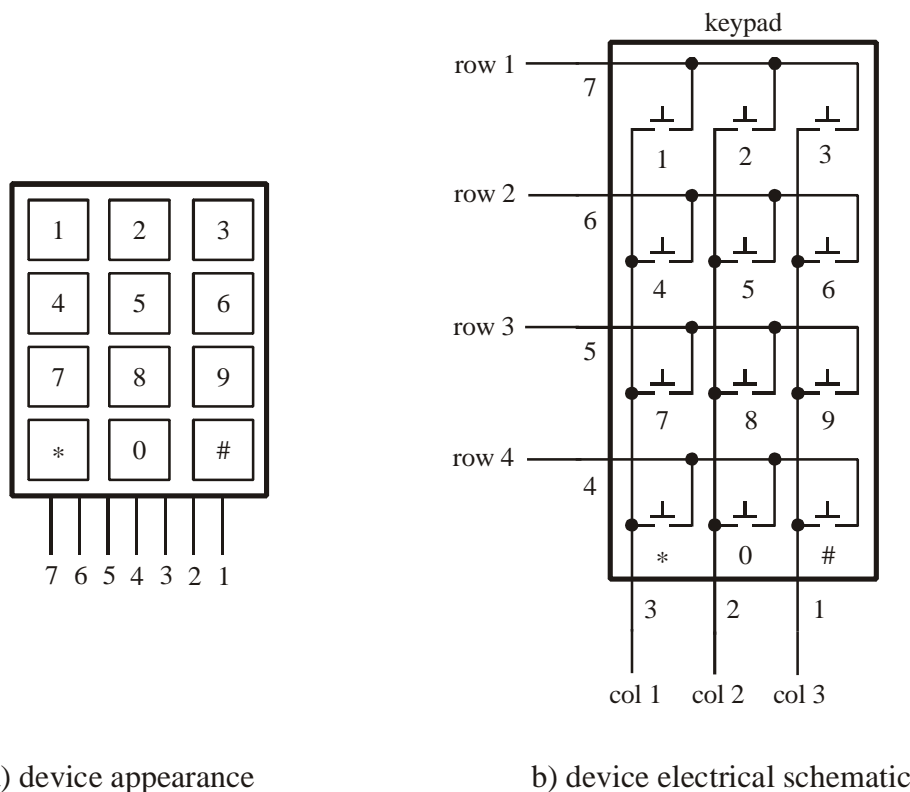 keypad
row 1
7
1 2 3
row 2
6
4 5 6
row 3
5
7 8 9
row 4
4
* 0 #
3 2 1
col 1 col 2 col 3
1 2 3
4 5 6
7 8 9
* 0 #
7 6 5 4 3 2 1
) device appearance
b) device electrical schematic